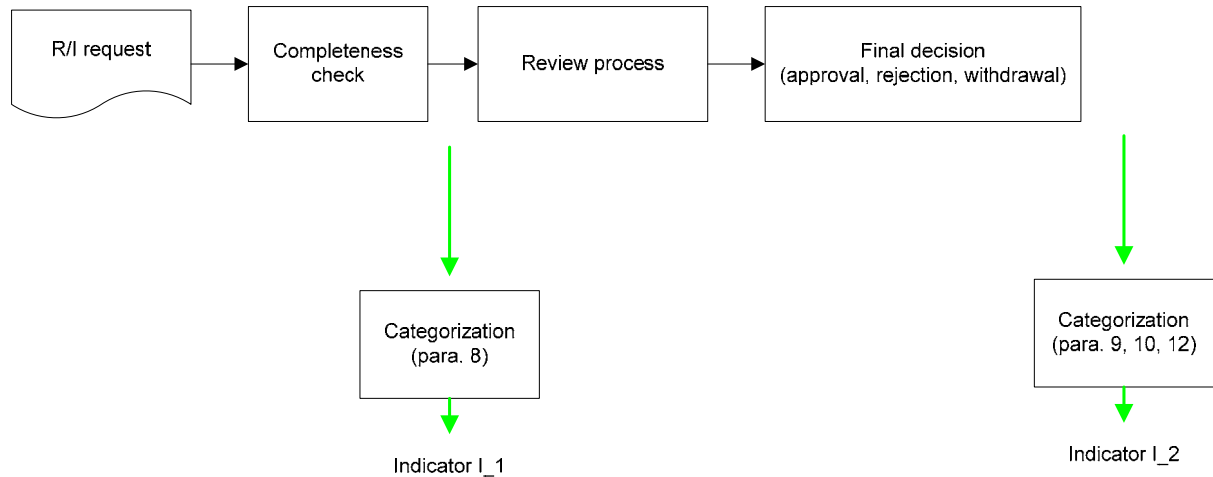 R/I request
Completeness
check
Review process
Final decision
(approval, rejection, withdrawal)
Categorization
(para. 8)
Categorization
(para. 9, 10, 12)
Indicator I_1
Indicator I_2